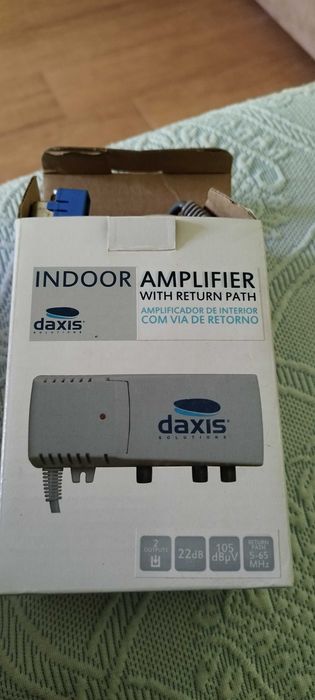 INDOOR AMPLIFIER
WITH RETURN PATH
AMPLIFICADOR DE INTERIOR
COM VIA DE RETORNO
daxis
SOLUTIONS
daxis
SOLUTIONS
2
OUTPUTS
22dB
105
dBµV
RETURN
PATH
5-65
MHz